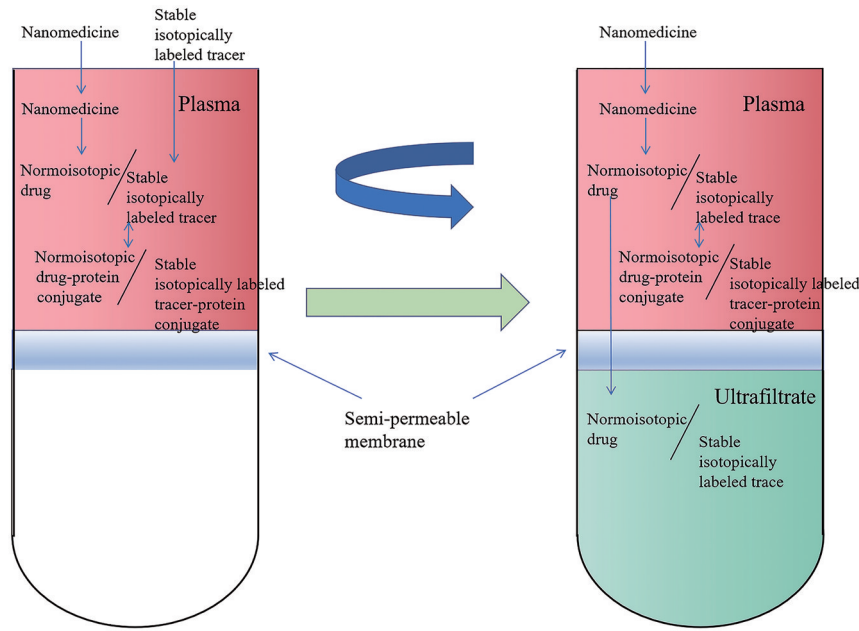 Nanomedicine
Stable
isotopically
labeled tracer
Nanomedicine
Plasma
Normoisotopic
drug
Stable
isotopically
labeled tracer
Normoisotopic
drug-protein
conjugate
Stable
isotopically labeled
tracer-protein
conjugate
Semi-permeable
membrane
Nanomedicine
Nanomedicine
Plasma
Normoisotopic
drug
Stable
isotopically
labeled trace
Normoisotopic
drug-protein
conjugate
Stable
isotopically labeled
tracer-protein
conjugate
Ultrafiltrate
Normoisotopic
drug
Stable
isotopically
labeled trace